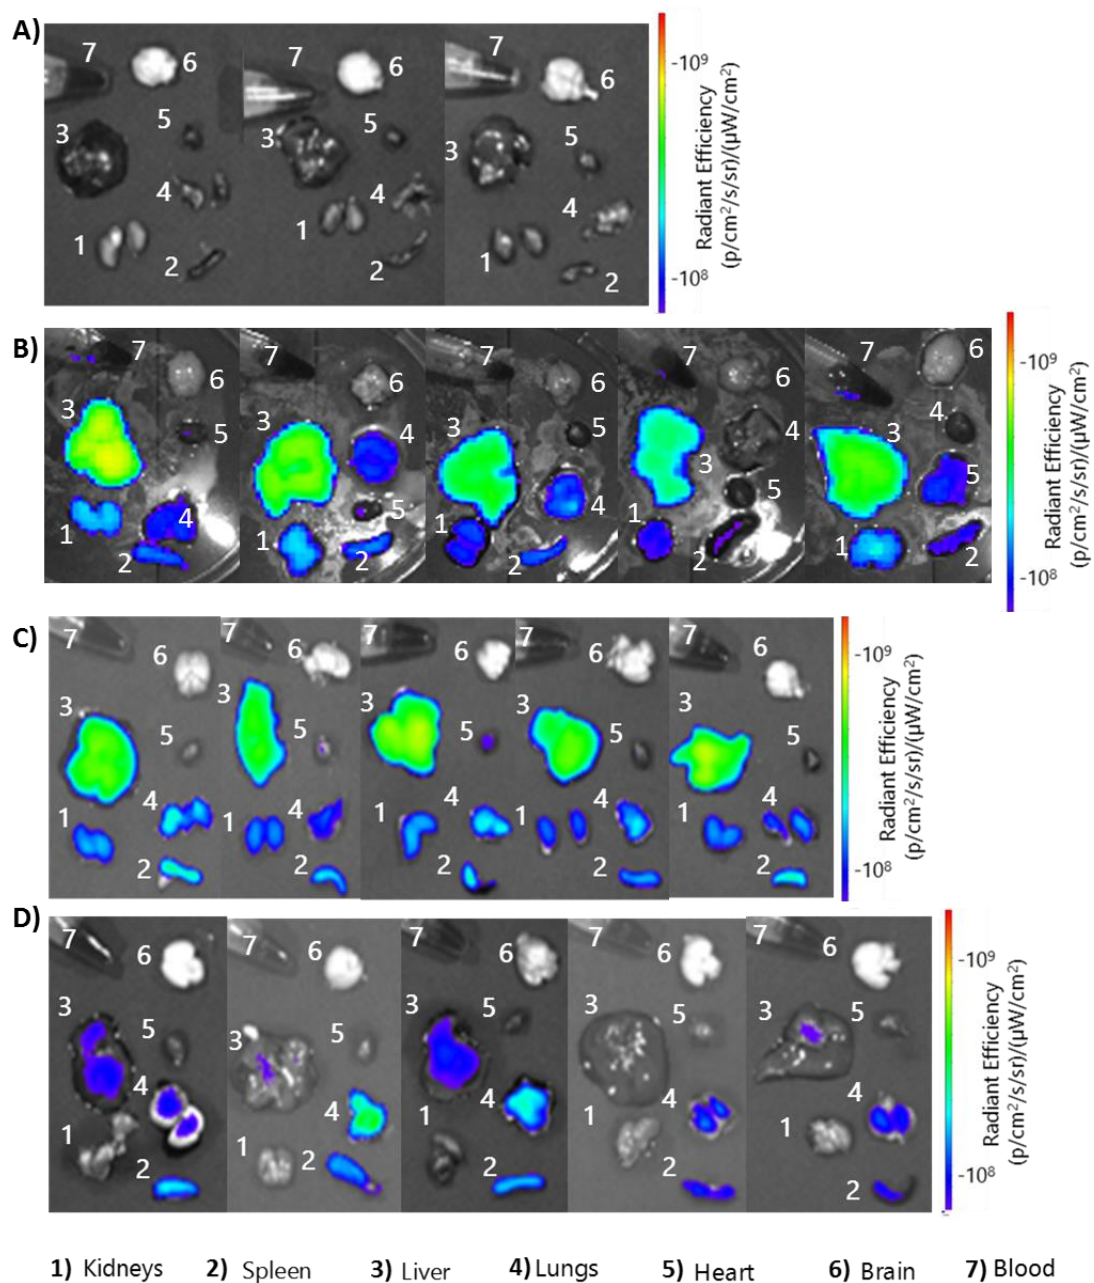 A)
7 6 5 3 4 1 2
7 6 5 3 4 1 2
7 6 5 3 4 1 2
-10⁹
-10⁸
Radiant Efficiency
(p/cm²/s/sr)/(µW/cm²)
B)
7 6 3 5 4 1 2
7 6 3 4 5 1 2
7 6 3 5 4 1 2
7 6 4 3 5 1 2
7 6 4 3 5 1 2
-10⁹
-10⁸
Radiant Efficiency
(p/cm²/s/sr)/(µW/cm²)
C)
7 6 3 5 4 1 2
7 6 3 5 4 1 2
7 6 3 5 4 1 2
7 6 3 5 4 1 2
7 6 3 5 4 1 2
-10⁹
-10⁸
Radiant Efficiency
(p/cm²/s/sr)/(µW/cm²)
D)
7 6 3 5 4 1 2
7 6 5 3 4 1 2
7 6 3 5 4 1 2
7 6 3 5 4 1 2
7 6 3 5 4 1 2
-10⁹
-10⁸
Radiant Efficiency
(p/cm²/s/sr)/(µW/cm²)
1) Kidneys 2) Spleen 3) Liver 4) Lungs 5) Heart 6) Brain 7) Blood